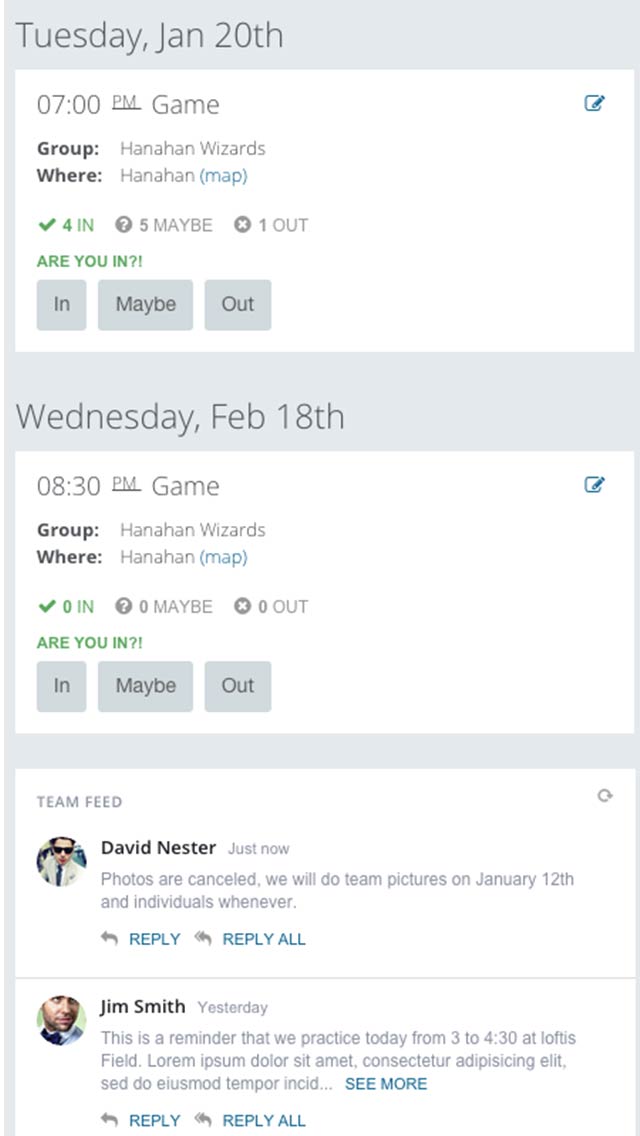 Tuesday, Jan 20th
07:00 PM Game
Group: Hanahan Wizards
Where: Hanahan (map)
4 IN 5 MAYBE 1 OUT
ARE YOU IN?!
In Maybe Out
Wednesday, Feb 18th
08:30 PM Game
Group: Hanahan Wizards
Where: Hanahan (map)
0 IN 0 MAYBE 0 OUT
ARE YOU IN?!
In Maybe Out
TEAM FEED
David Nester Just now
Photos are canceled, we will do team pictures on January 12th
and individuals whenever.
REPLY REPLY ALL
Jim Smith Yesterday
This is a reminder that we practice today from 3 to 4:30 at loftis
Field. Lorem ipsum dolor sit amet, consectetur adipisicing elit,
sed do eiusmod tempor incid... SEE MORE
REPLY REPLY ALL